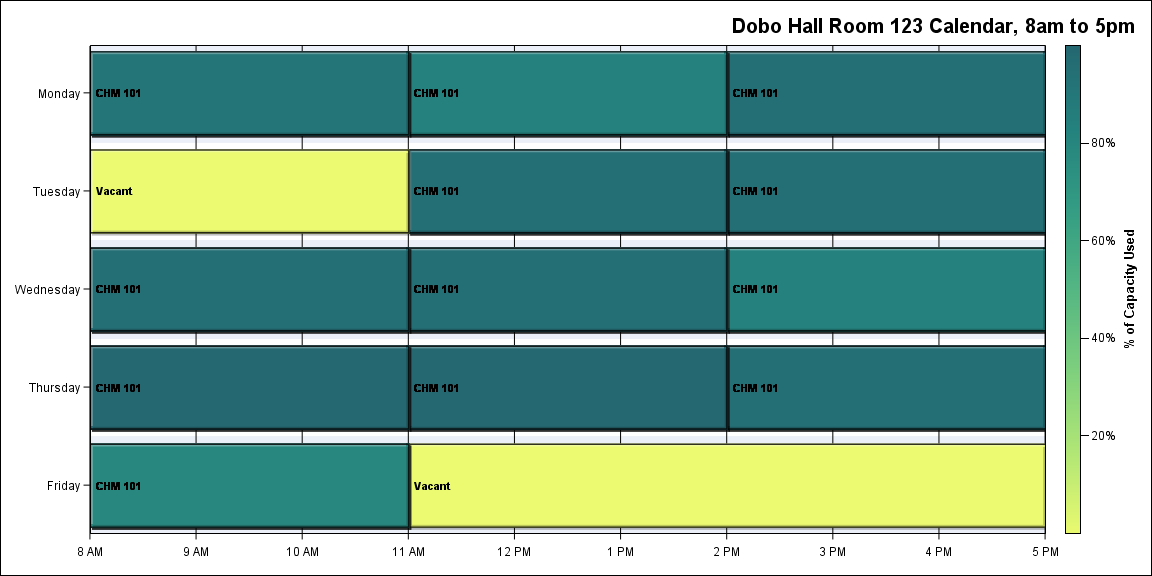 Dobo Hall Room 123 Calendar, 8am to 5pm
Monday
CHM 101
CHM 101
CHM 101
Tuesday
Vacant
CHM 101
CHM 101
Wednesday
CHM 101
CHM 101
CHM 101
Thursday
CHM 101
CHM 101
CHM 101
Friday
CHM 101
Vacant
8 AM
9 AM
10 AM
11 AM
12 PM
1 PM
2 PM
3 PM
4 PM
5 PM
80%
60%
40%
20%
% of Capacity Used